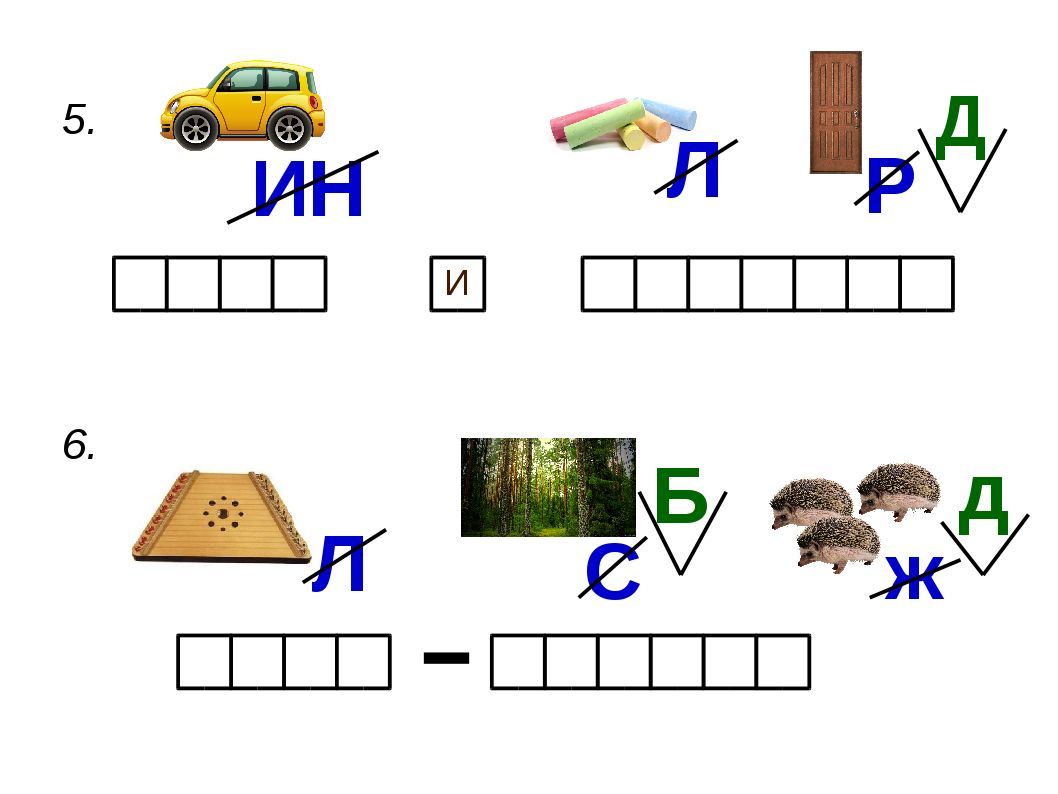 5.
ИН Л Р Д
И
6.
Л С Б Ж Д
–